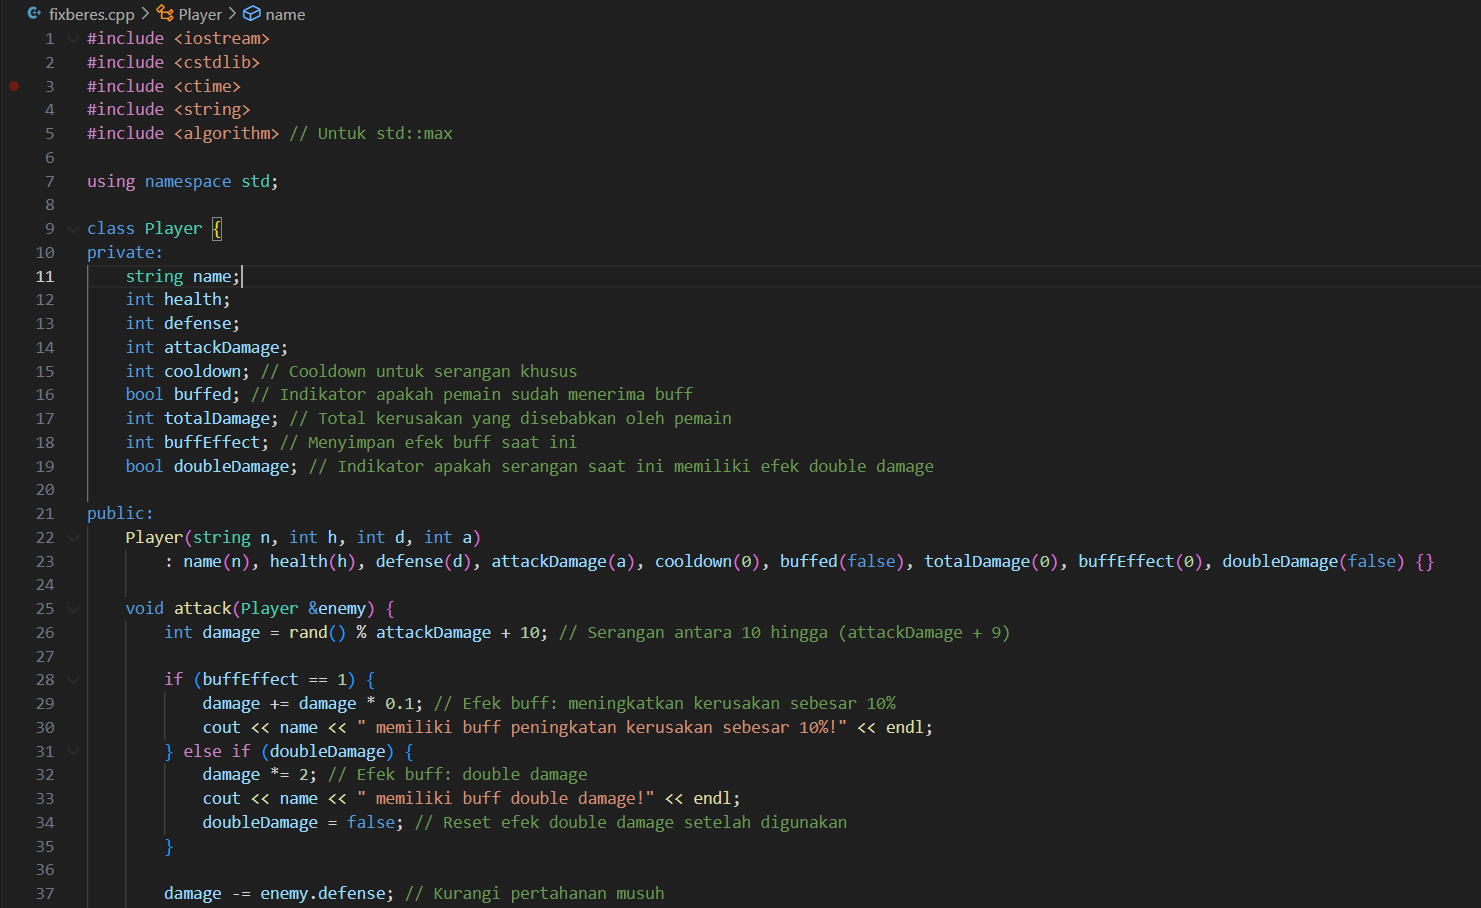 fixberes.cpp > Player > name
1 #include <iostream>
2 #include <cstdlib>
3 #include <ctime>
4 #include <string>
5 #include <algorithm> // Untuk std::max
6
7 using namespace std;
8
9 class Player {
10 private:
11     string name;
12     int health;
13     int defense;
14     int attackDamage;
15     int cooldown; // Cooldown untuk serangan khusus
16     bool buffed; // Indikator apakah pemain sudah menerima buff
17     int totalDamage; // Total kerusakan yang disebabkan oleh pemain
18     int buffEffect; // Menyimpan efek buff saat ini
19     bool doubleDamage; // Indikator apakah serangan saat ini memiliki efek double damage
20
21 public:
22     Player(string n, int h, int d, int a)
23         : name(n), health(h), defense(d), attackDamage(a), cooldown(0), buffed(false), totalDamage(0), buffEffect(0), doubleDamage(false) {}
24
25     void attack(Player &enemy) {
26         int damage = rand() % attackDamage + 10; // Serangan antara 10 hingga (attackDamage + 9)
27
28         if (buffEffect == 1) {
29             damage += damage * 0.1; // Efek buff: meningkatkan kerusakan sebesar 10%
30             cout << name << " memiliki buff peningkatan kerusakan sebesar 10%!" << endl;
31         } else if (doubleDamage) {
32             damage *= 2; // Efek buff: double damage
33             cout << name << " memiliki buff double damage!" << endl;
34             doubleDamage = false; // Reset efek double damage setelah digunakan
35         }
36
37         damage -= enemy.defense; // Kurangi pertahanan musuh